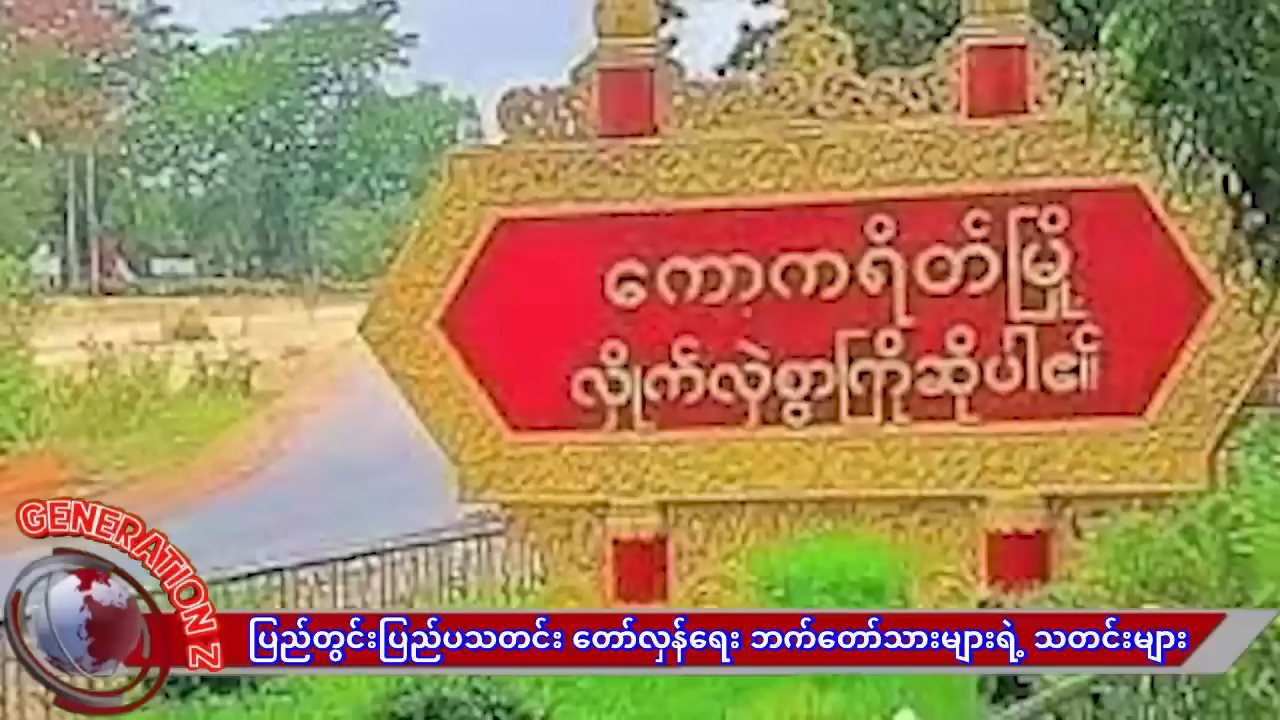 ကော့ကရိတ်မြို့
လှိုက်လှဲစွာကြိုဆိုပါ၏
GENERATION Z
ပြည်တွင်းပြည်ပသတင်း တော်လှန်ရေး ဘက်တော်သားများရဲ့ သတင်းများ